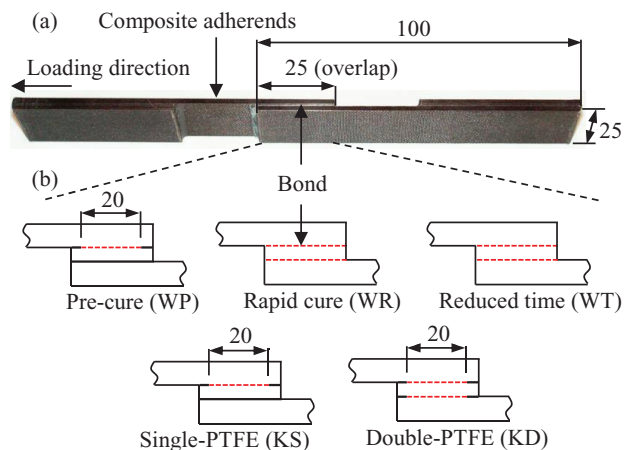 (a)
Composite adherends
100
Loading direction
25 (overlap)
25
(b)
Bond
20
Pre-cure (WP)
Rapid cure (WR)
Reduced time (WT)
20
20
Single-PTFE (KS)
Double-PTFE (KD)